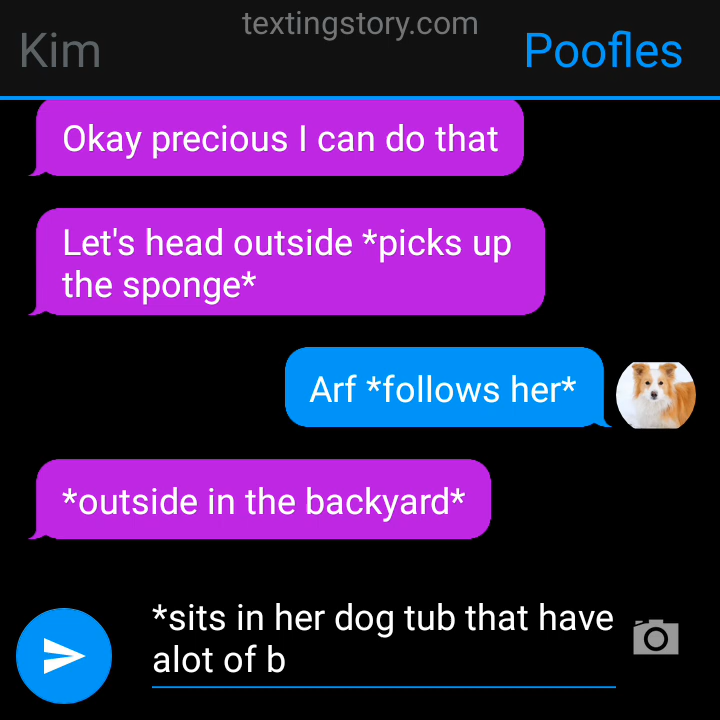 textingstory.com
Kim
Poofles
Okay precious I can do that
Let's head outside *picks up
the sponge*
Arf *follows her*
*outside in the backyard*
*sits in her dog tub that have
alot of b